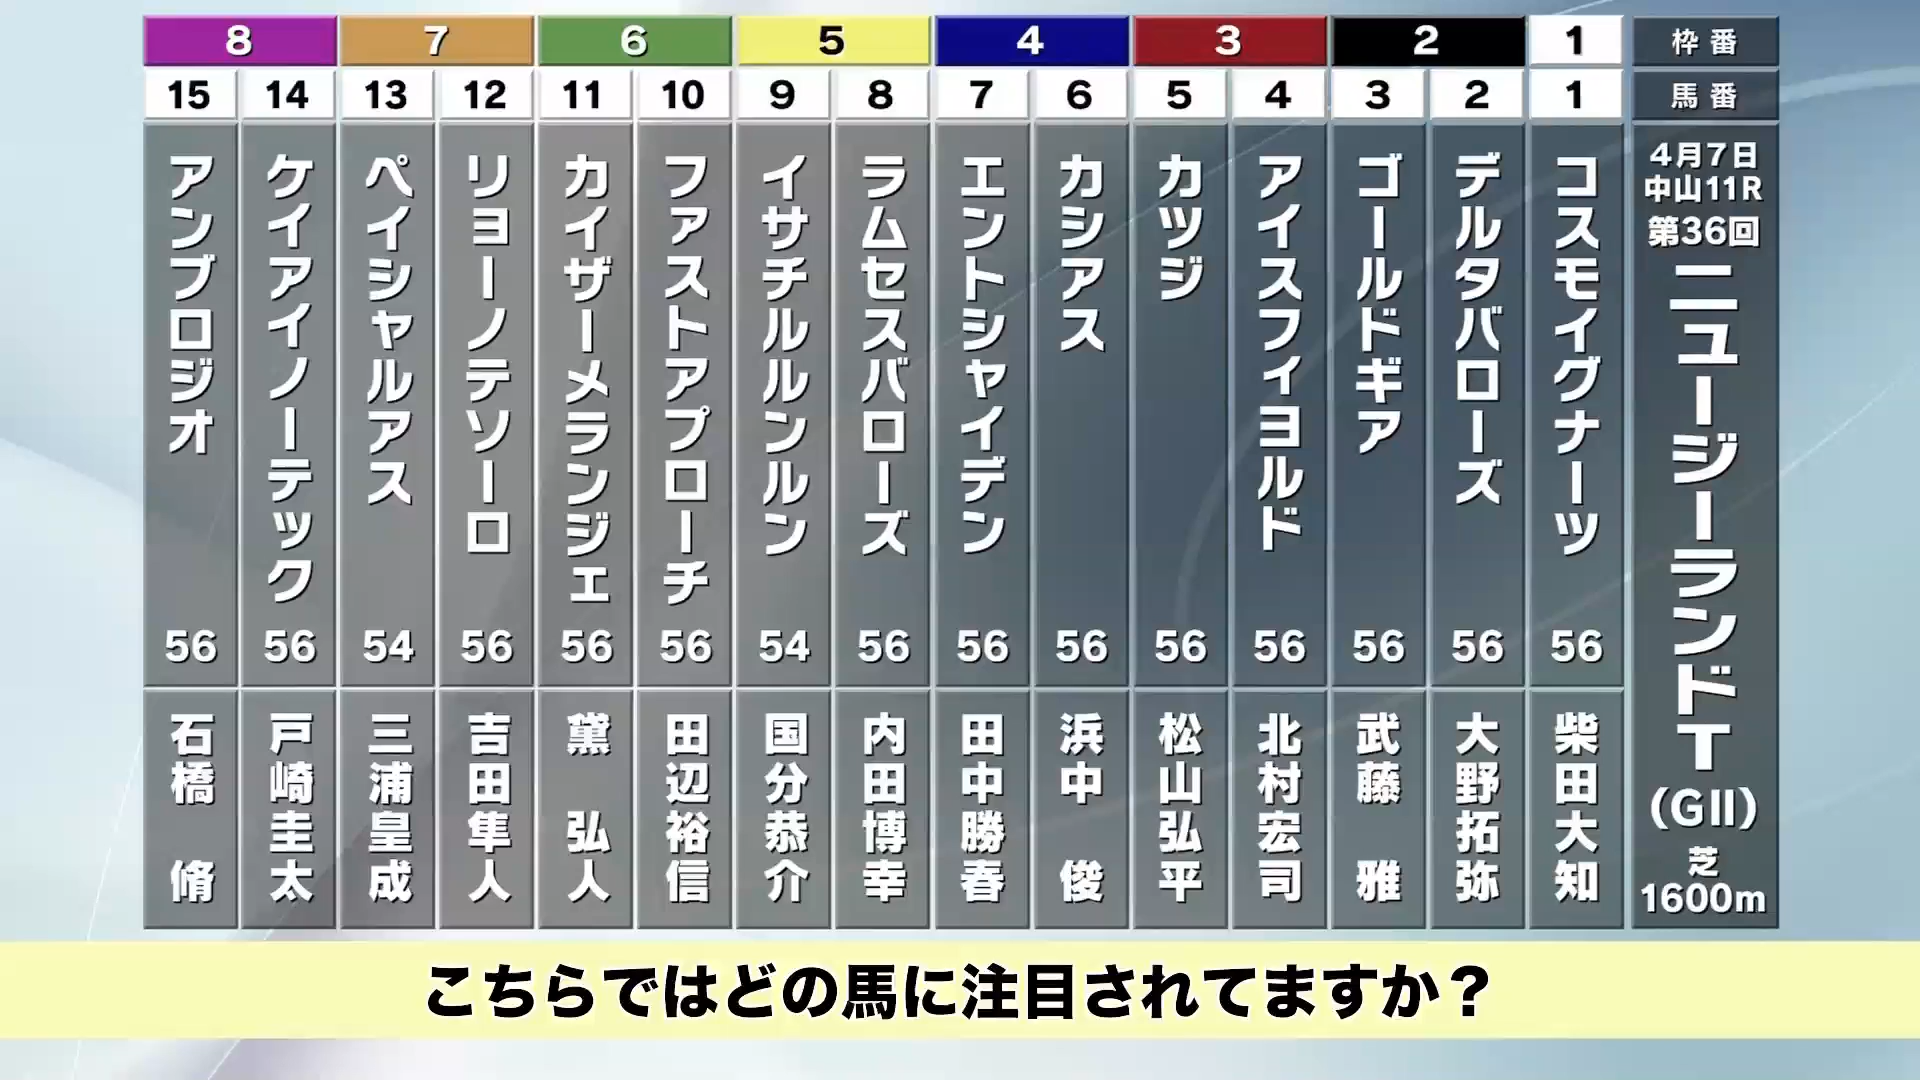 枠番
馬番
4月7日
中山11R
第36回
ニュージーランドT
(GII)
芝
1600m
1
1
コスモイグナーツ
56
柴田大知
2
2
デルタバローズ
56
大野拓弥
3
ゴールドギア
56
武藤 雅
3
4
アイスフィヨルド
56
北村宏司
5
カツジ
56
松山弘平
4
6
カシアス
56
浜中 俊
7
エントシャイデン
56
田中勝春
5
8
ラムセスバローズ
56
内田博幸
9
イサチルルンルン
54
国分恭介
6
10
ファストアプローチ
56
田辺裕信
11
カイザーメランジェ
56
黛 弘人
7
12
リョーノテソーロ
56
吉田隼人
13
ペイシャルアス
54
三浦皇成
8
14
ケイアイノーテック
56
戸崎圭太
15
アンブロジオ
56
石橋 脩
こちらではどの馬に注目されてますか？